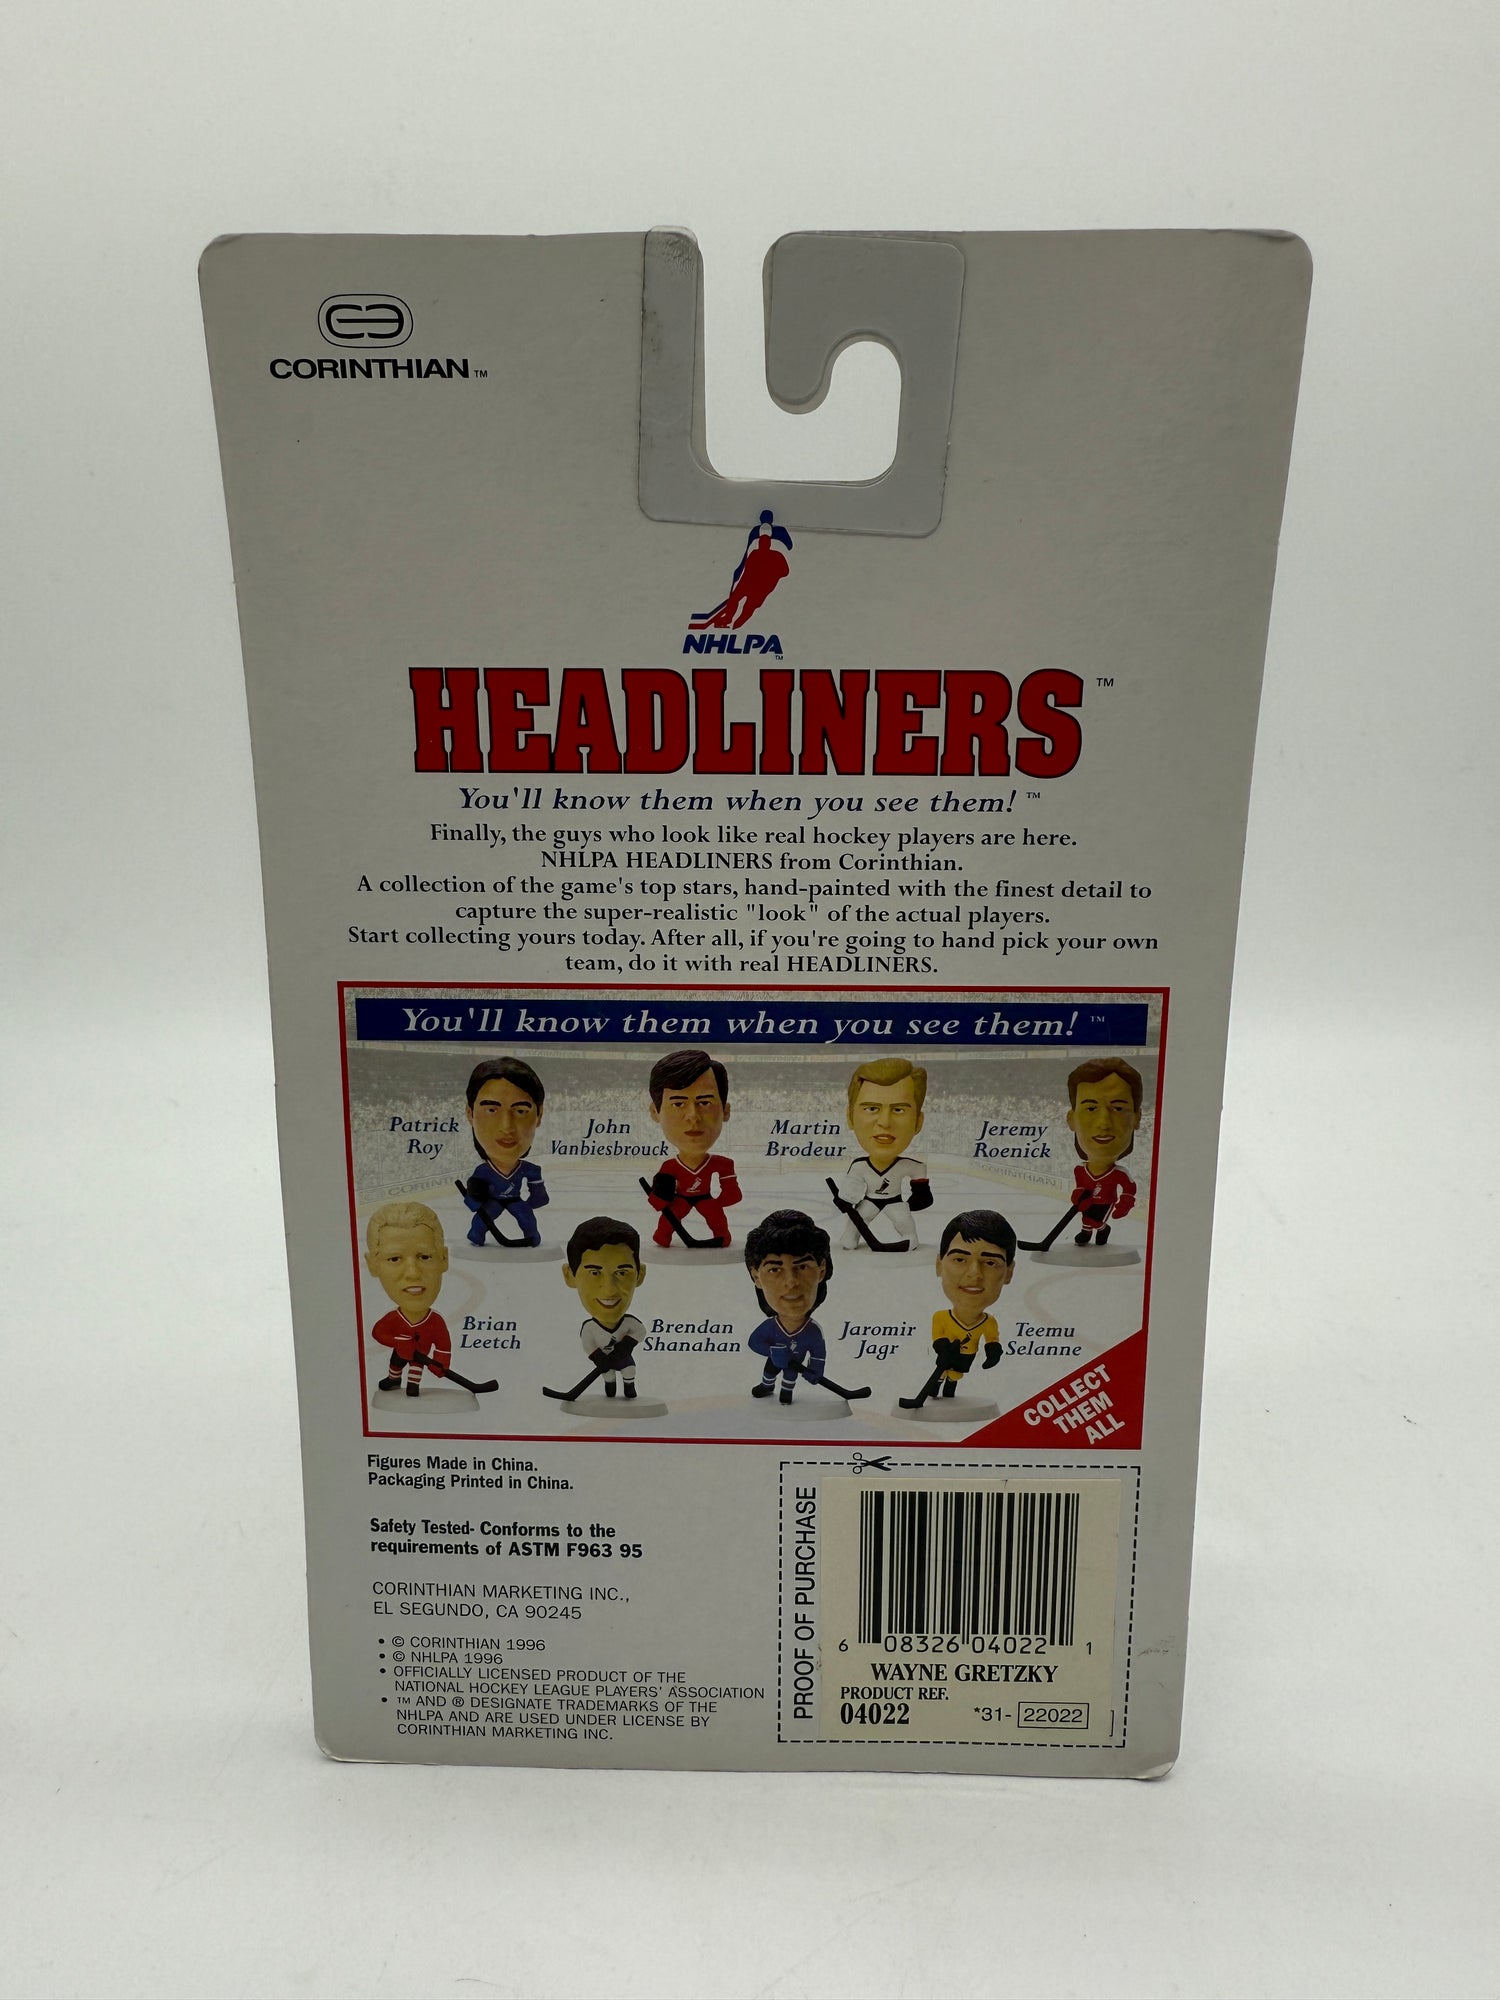 CORINTHIAN™
NHLPA™
HEADLINERS™
You'll know them when you see them!™
Finally, the guys who look like real hockey players are here.
NHLPA HEADLINERS from Corinthian.
A collection of the game's top stars, hand-painted with the finest detail to
capture the super-realistic "look" of the actual players.
Start collecting yours today. After all, if you're going to hand pick your own
team, do it with real HEADLINERS.
You'll know them when you see them!™
Patrick
Roy
John
Vanbiesbrouck
Martin
Brodeur
Jeremy
Roenick
CORINTHIAN
Brian
Leetch
Brendan
Shanahan
Jaromir
Jagr
Teemu
Selanne
COLLECT
THEM
ALL
Figures Made in China.
Packaging Printed in China.
Safety Tested- Conforms to the
requirements of ASTM F963 95
CORINTHIAN MARKETING INC.,
EL SEGUNDO, CA 90245
• © CORINTHIAN 1996
• © NHLPA 1996
• OFFICIALLY LICENSED PRODUCT OF THE
NATIONAL HOCKEY LEAGUE PLAYERS' ASSOCIATION
• ™ AND ® DESIGNATE TRADEMARKS OF THE
NHLPA AND ARE USED UNDER LICENSE BY
CORINTHIAN MARKETING INC.
PROOF OF PURCHASE
6 08326 04022 1
WAYNE GRETZKY
PRODUCT REF.
04022 *31- 22022